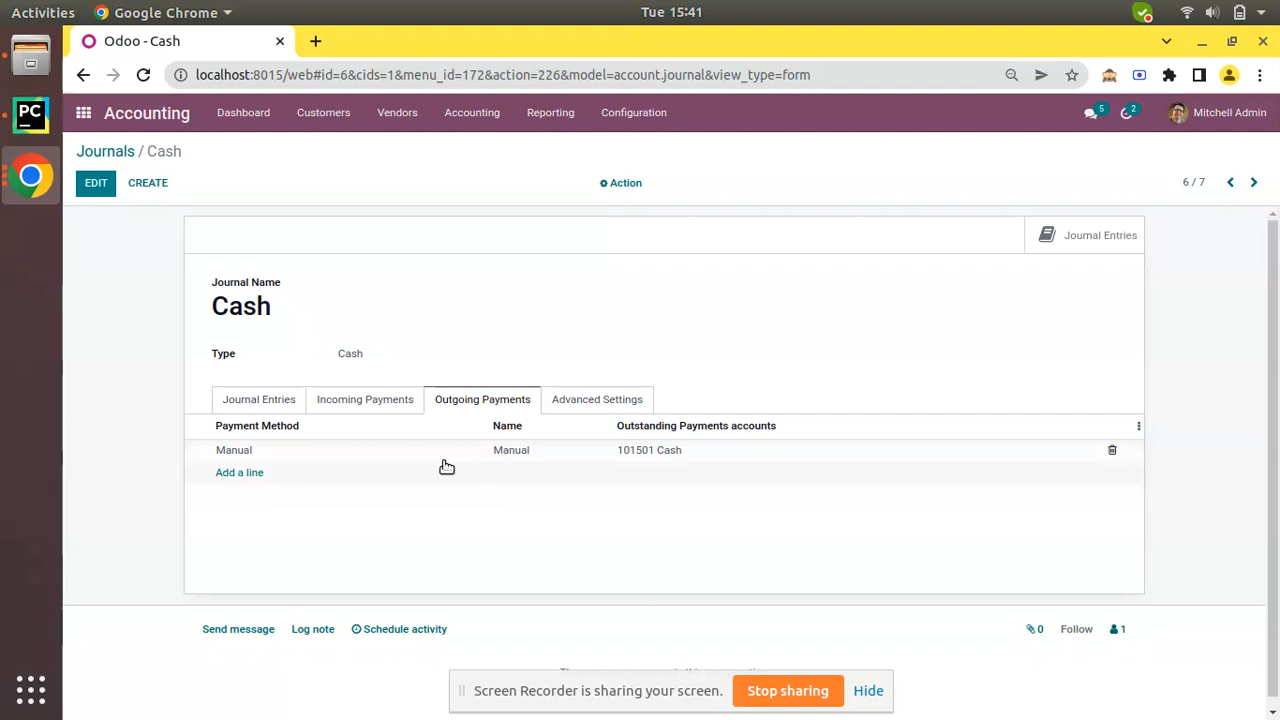 Activities Google Chrome Tue 15:41
Odoo - Cash
localhost:8015/web#id=6&cids=1&menu_id=172&action=226&model=account.journal&view_type=form
Accounting Dashboard Customers Vendors Accounting Reporting Configuration 5 2 Mitchell Admin
Journals / Cash
EDIT CREATE Action 6 / 7
Journal Entries
Journal Name
Cash
Type Cash
Journal Entries Incoming Payments Outgoing Payments Advanced Settings
Payment Method Name Outstanding Payments accounts
Manual Manual 101501 Cash
Add a line
Send message Log note Schedule activity 0 Follow 1
Screen Recorder is sharing your screen. Stop sharing Hide
PC